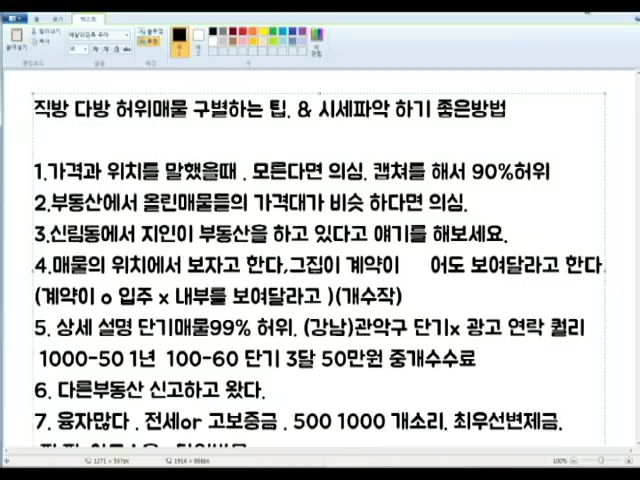 홈 보기 텍스트
직방 다방 허위매물 구별하는 팁. & 시세파악 하기 좋은방법
1.가격과 위치를 말했을때 . 모른다면 의심. 캡쳐를 해서 90%허위
2.부동산에서 올린매물들의 가격대가 비슷 하다면 의심.
3.신림동에서 지인이 부동산을 하고 있다고 얘기를 해보세요.
4.매물의 위치에서 보자고 한다.그집이 계약이 어도 보여달라고 한다.
(계약이 o 입주 x 내부를 보여달라고 )(개수작)
5. 상세 설명 단기매물99% 허위. (강남)관악구 단기x 광고 연락 퀄리
1000-50 1년 100-60 단기 3달 50만원 중개수수료
6. 다른부동산 신고하고 왔다.
7. 융자많다 . 전세or 고보증금 . 500 1000 개소리. 최우선변제금.
100%